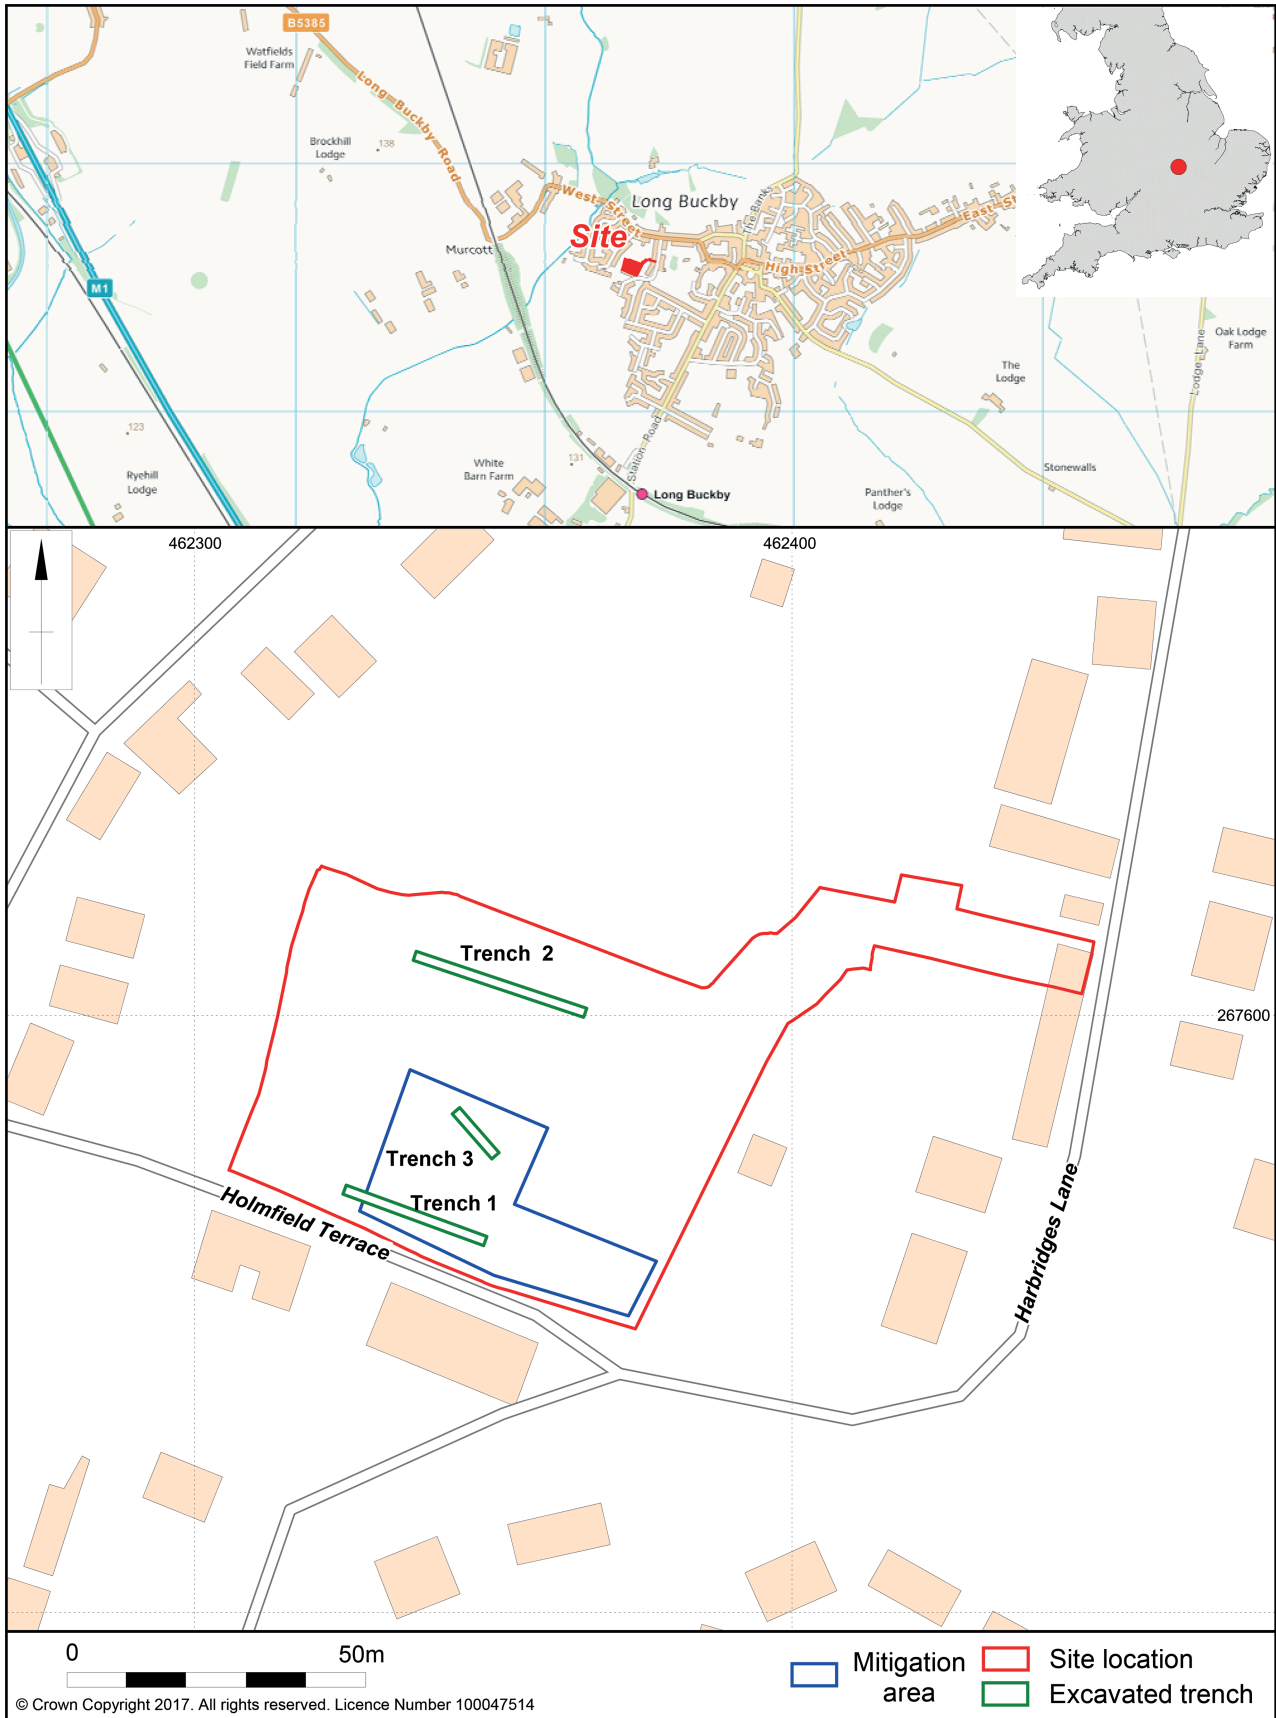 B5385
Watfields
Field Farm
Long Buckby Road
Brockhill
Lodge
138
West Street
Long Buckby
The Banks
East St
Site
High Street
Murcott
M1
Oak Lodge
Farm
Lodge Lane
The
Lodge
123
Station Road
Ryehill
Lodge
White
Barn Farm
131
Stonewalls
Panther's
Lodge
Long Buckby
462300
462400
Trench 2
267600
Trench 3
Trench 1
Holmfield Terrace
Harbridges Lane
0
50m
Mitigation
area
Site location
Excavated trench
© Crown Copyright 2017. All rights reserved. Licence Number 100047514